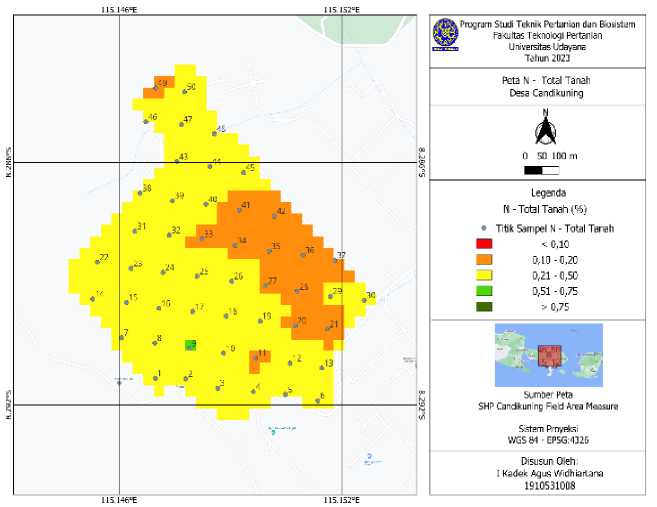 115.146°E
115.152°E
8.286°S
8.286°S
8.292°S
8.292°S
115.146°E
115.152°E
49
50
46
47
48
43
44
45
38
39
40
41
42
31
32
33
34
35
36
37
22
23
24
25
26
27
28
29
30
14
15
16
17
18
19
20
21
7
8
9
10
11
12
13
1
2
3
4
5
6
Program Studi Teknik Pertanian dan Biosistem
Fakultas Teknologi Pertanian
Universitas Udayana
Tahun 2023
Peta N - Total Tanah
Desa Candikuning
N
0 50 100 m
Legenda
N - Total Tanah (%)
Titik Sampel N - Total Tanah
< 0,10
0,10 - 0,20
0,21 - 0,50
0,51 - 0,75
> 0,75
Sumber Peta
SHP Candikuning Field Area Measure
Sistem Proyeksi
WGS 84 - EPSG:4326
Disusun Oleh:
I Kadek Agus Widhiartana
1910531008